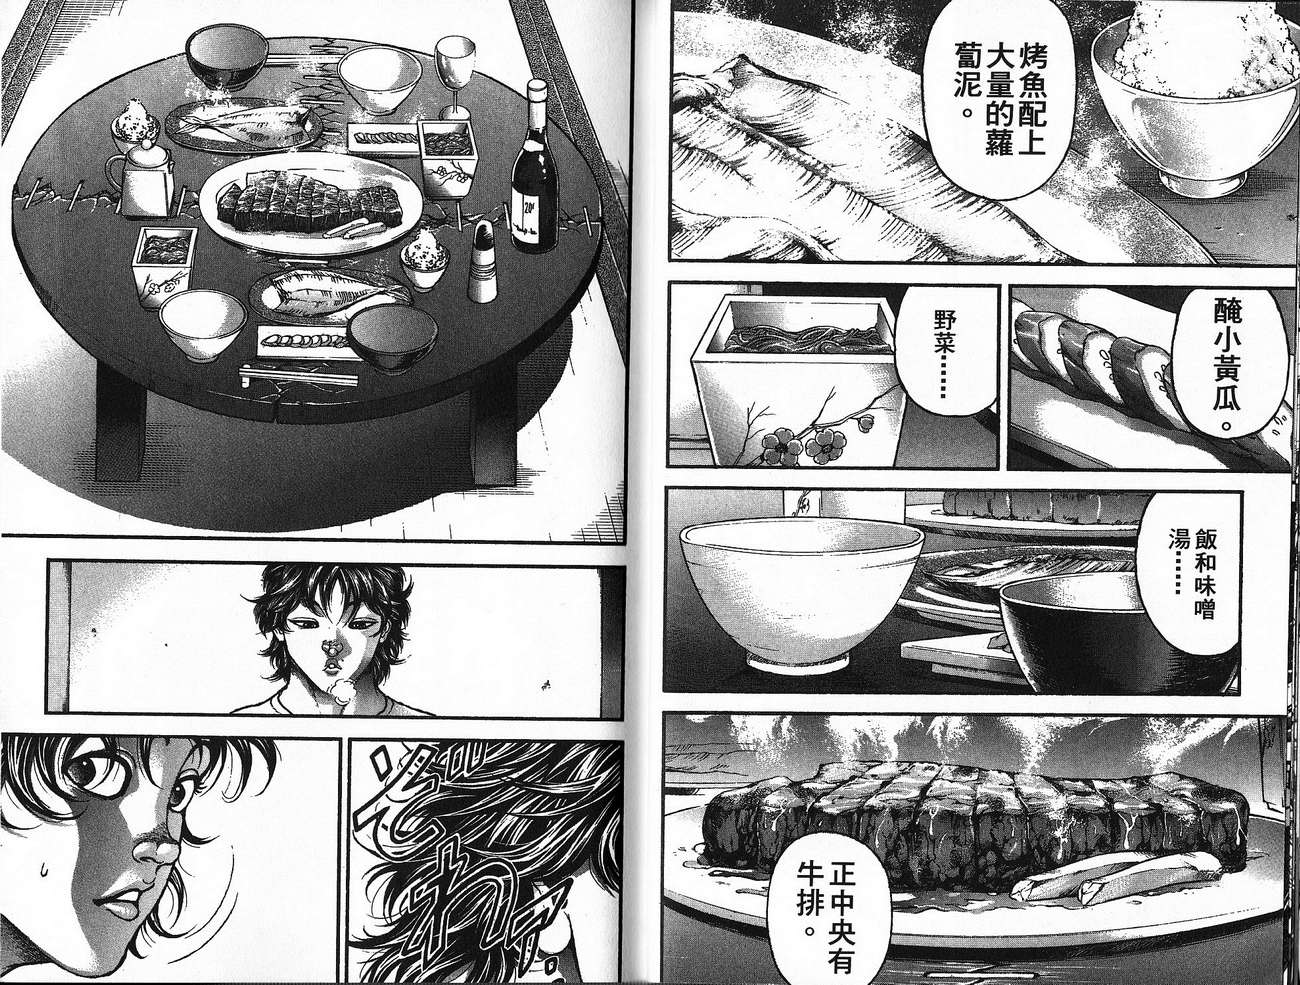 烤魚配上
大量的蘿
蔔泥。
醃小黃瓜。
野菜……
飯和味噌
湯……
正中央有
牛排。
20°